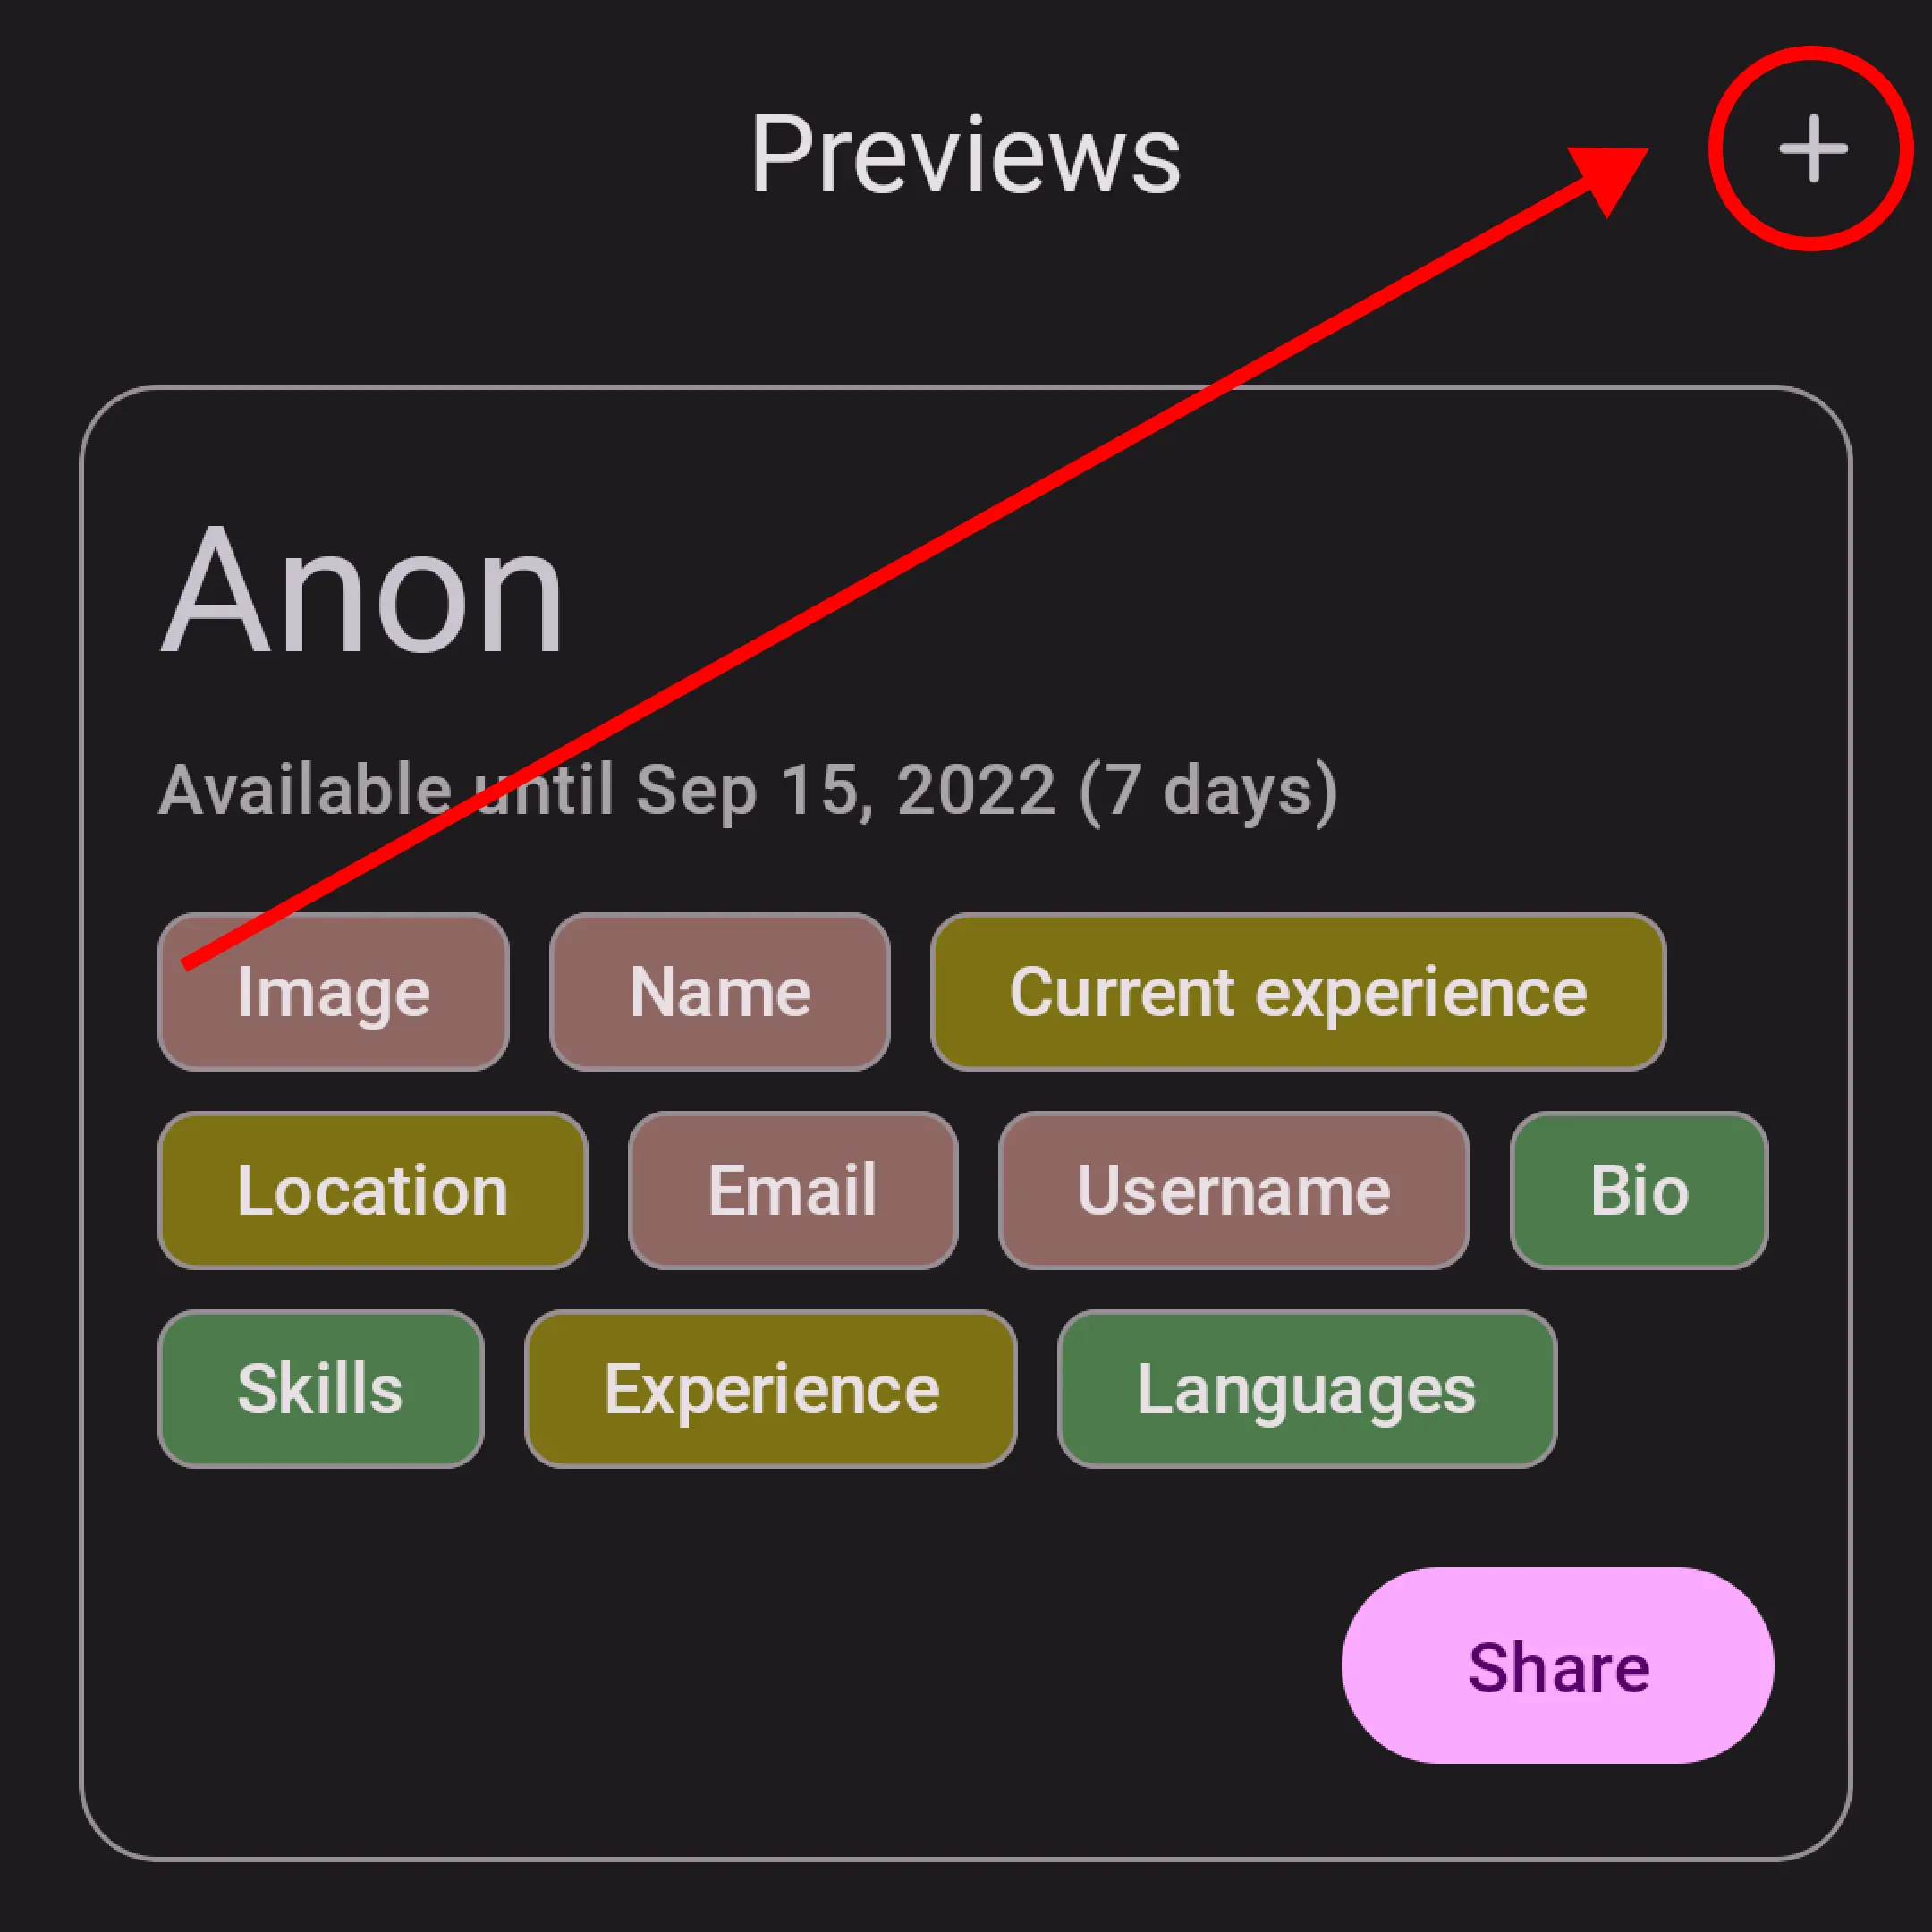 Previews
+
Anon
Available until Sep 15, 2022 (7 days)
Image Name Current experience
Location Email Username Bio
Skills Experience Languages
Share